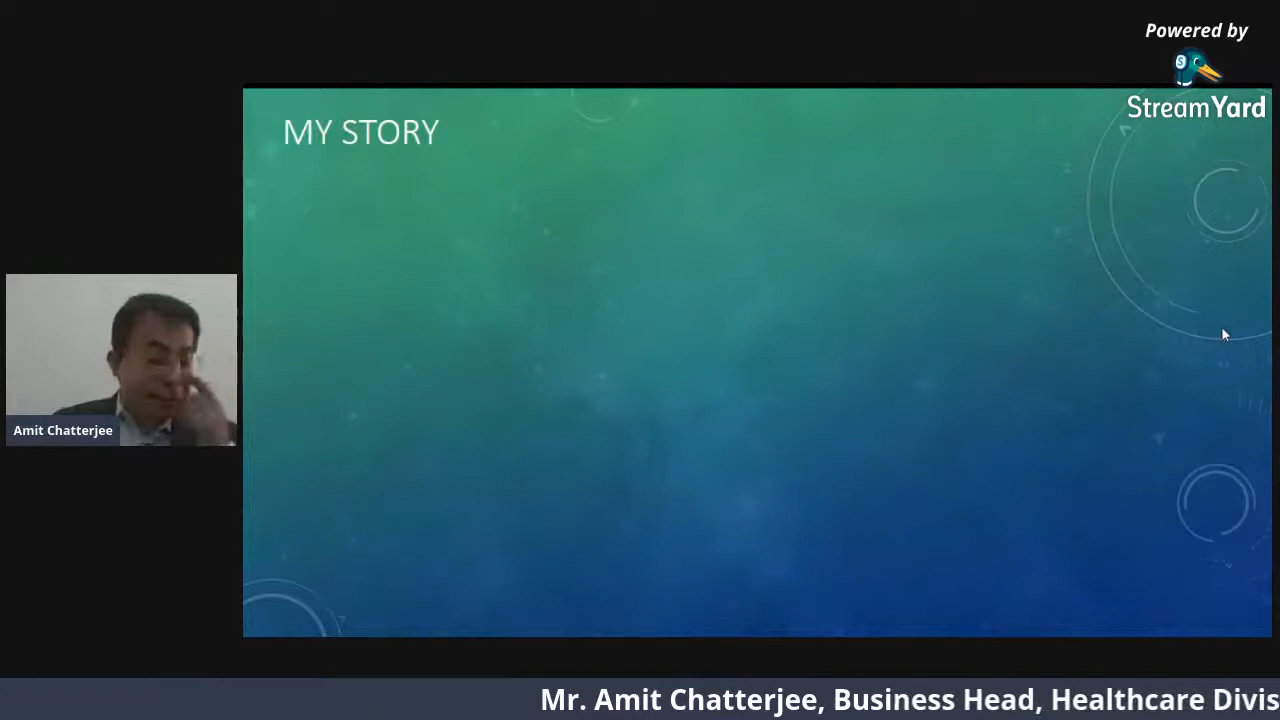 Powered by
StreamYard
MY STORY
Amit Chatterjee
Mr. Amit Chatterjee, Business Head, Healthcare Divis